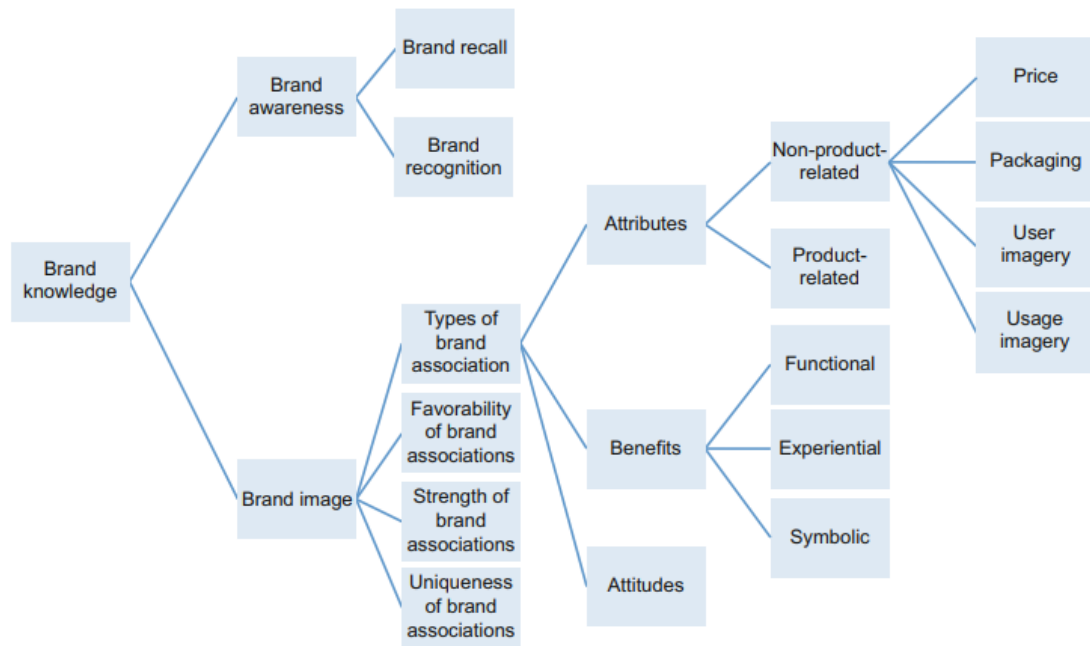 Brand
knowledge
Brand
awareness
Brand image
Brand recall
Brand
recognition
Types of
brand
association
Favorability
of brand
associations
Strength of
brand
associations
Uniqueness
of brand
associations
Attributes
Benefits
Attitudes
Non-product-
related
Product-
related
Functional
Experiential
Symbolic
Price
Packaging
User
imagery
Usage
imagery